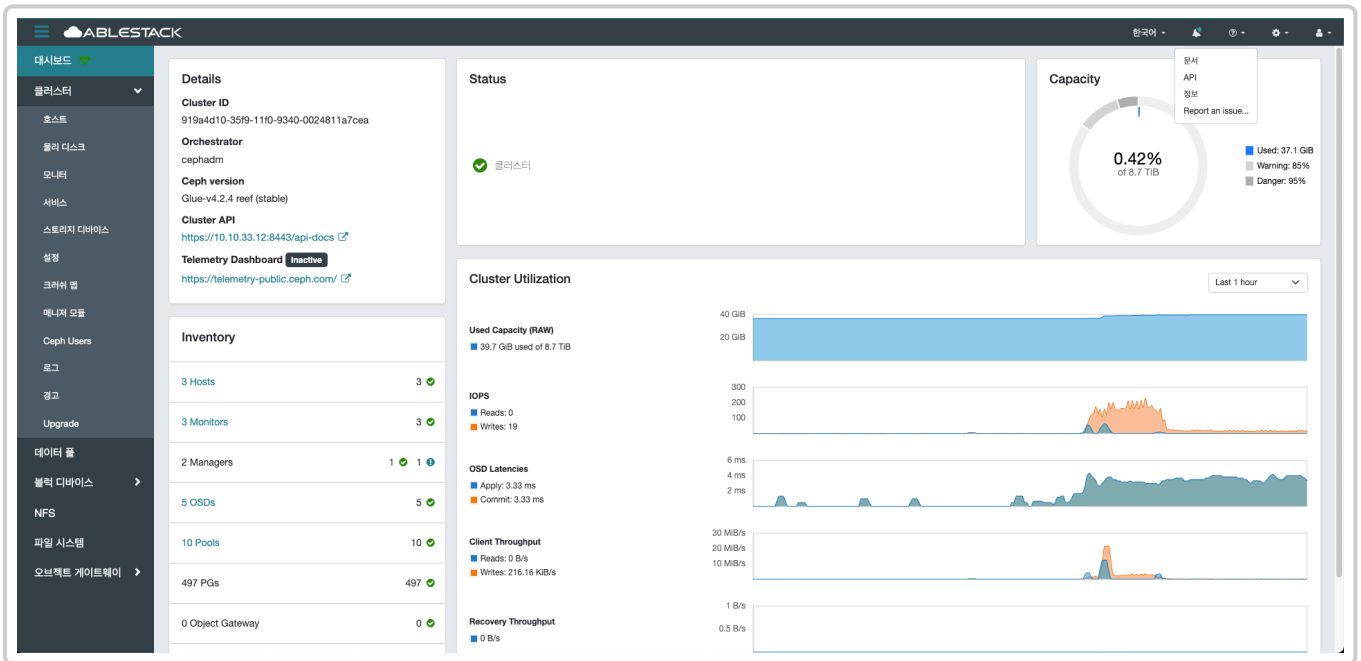 ABLESTACK
한국어
문서
API
정보
Report an issue...
대시보드
클러스터
호스트
물리 디스크
모니터
서비스
스토리지 디바이스
설정
크러쉬 맵
매니저 모듈
Ceph Users
로그
경고
Upgrade
데이터 풀
블럭 디바이스
NFS
파일 시스템
오브젝트 게이트웨이
Details
Cluster ID
919a4d10-35f9-11f0-9340-0024811a7cea
Orchestrator
cephadm
Ceph version
Glue-v4.2.4 reef (stable)
Cluster API
https://10.10.33.12:8443/api-docs
Telemetry Dashboard Inactive
https://telemetry-public.ceph.com/
Status
클러스터
Capacity
0.42%
of 8.7 TiB
Used: 37.1 GiB
Warning: 85%
Danger: 95%
Inventory
3 Hosts 3
3 Monitors 3
2 Managers 1 1
5 OSDs 5
10 Pools 10
497 PGs 497
0 Object Gateway 0
Cluster Utilization
Last 1 hour
Used Capacity (RAW)
39.7 GiB used of 8.7 TiB
40 GiB
20 GiB
IOPS
Reads: 0
Writes: 19
300
200
100
OSD Latencies
Apply: 3.33 ms
Commit: 3.33 ms
6 ms
4 ms
2 ms
Client Throughput
Reads: 0 B/s
Writes: 216.16 KiB/s
30 MiB/s
20 MiB/s
10 MiB/s
Recovery Throughput
0 B/s
1 B/s
0.5 B/s